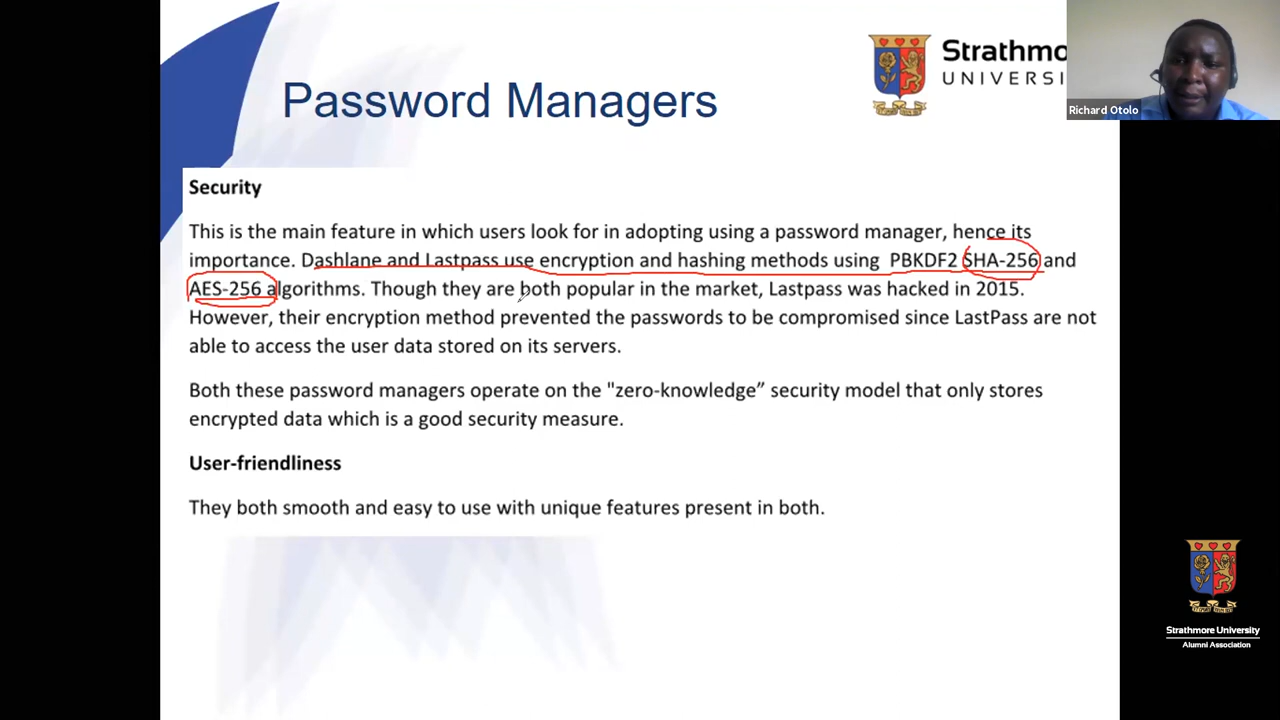 Strathmore
UNIVERSI
Richard Otolo
Password Managers
Security
This is the main feature in which users look for in adopting using a password manager, hence its
importance. Dashlane and Lastpass use encryption and hashing methods using PBKDF2 SHA-256 and
AES-256 algorithms. Though they are both popular in the market, Lastpass was hacked in 2015.
However, their encryption method prevented the passwords to be compromised since LastPass are not
able to access the user data stored on its servers.
Both these password managers operate on the "zero-knowledge” security model that only stores
encrypted data which is a good security measure.
User-friendliness
They both smooth and easy to use with unique features present in both.
Strathmore University
Alumni Association